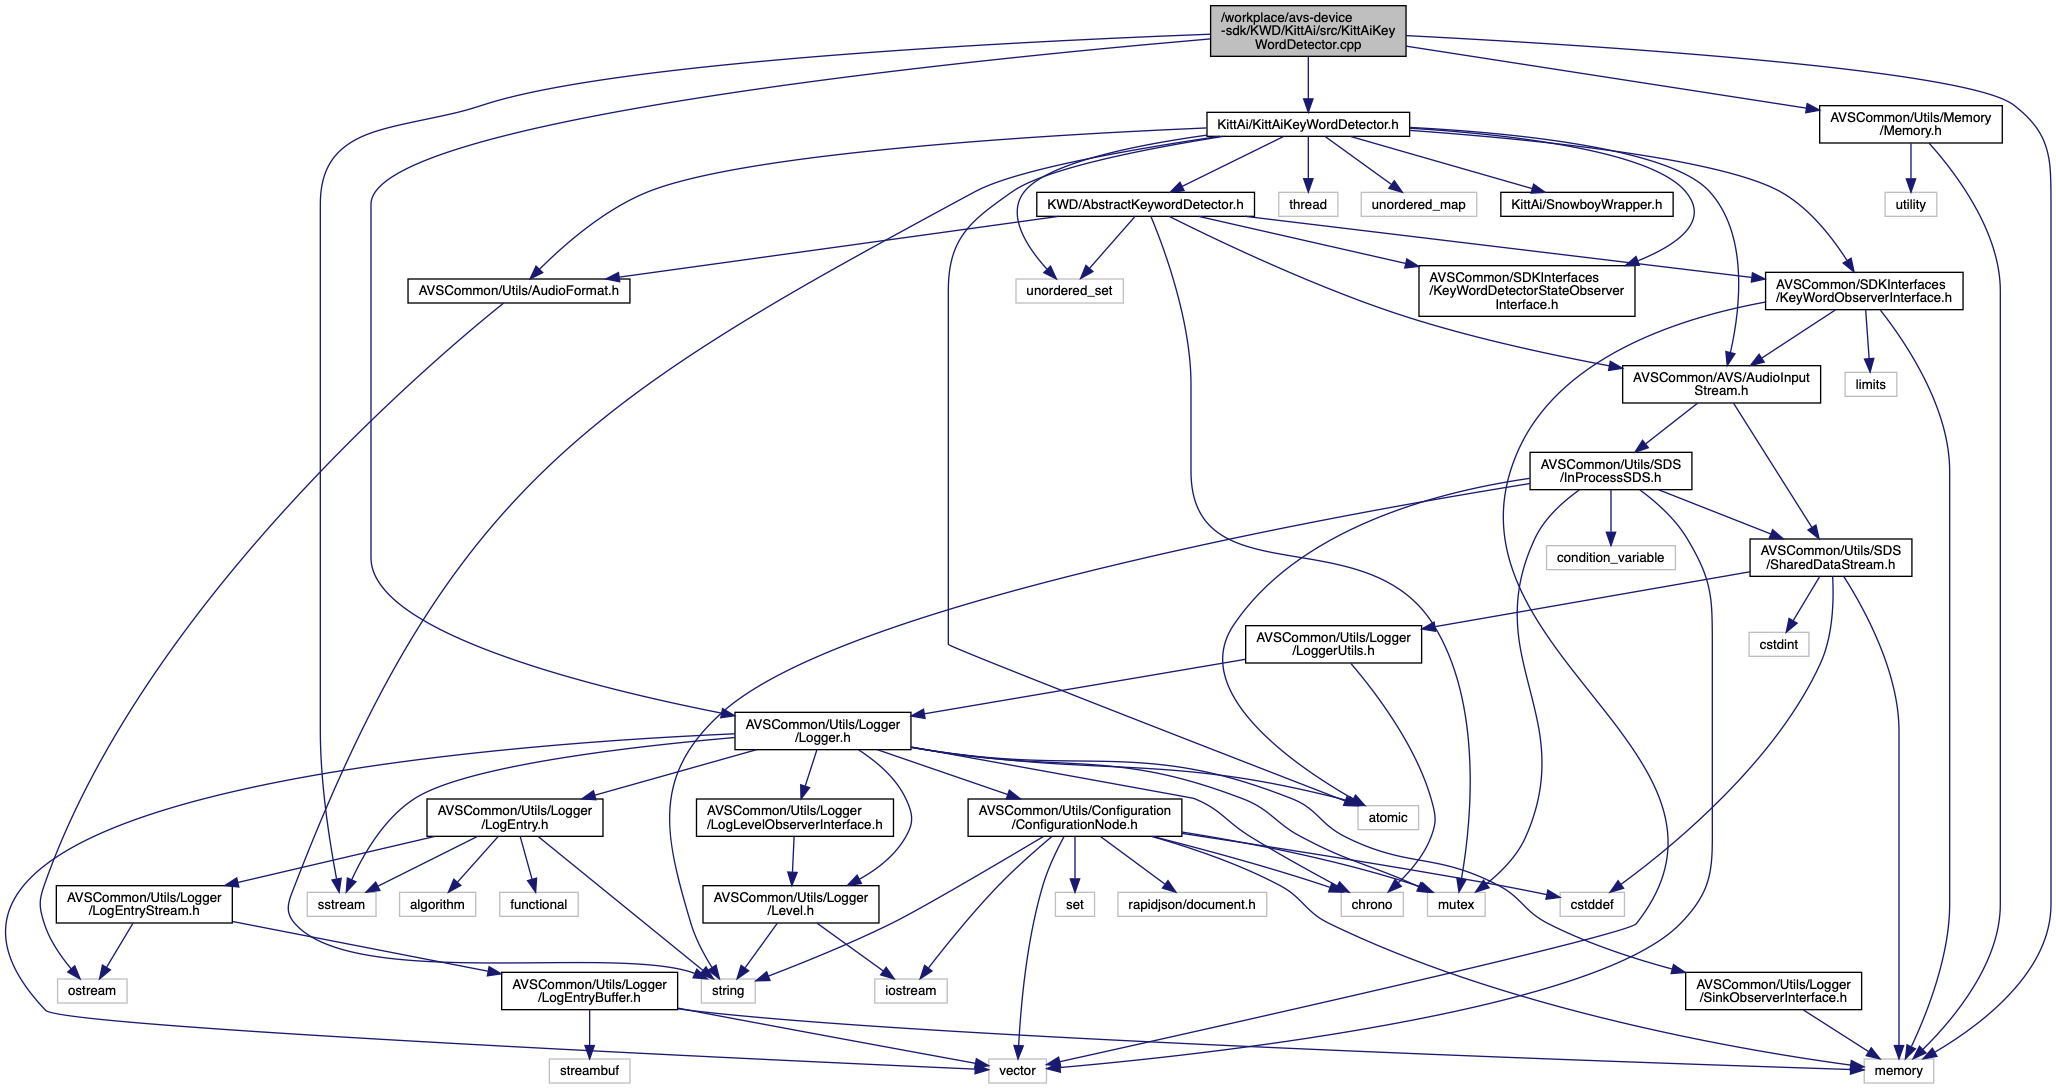 /workplace/avs-device
-sdk/KWD/KittAi/src/KittAiKey
WordDetector.cpp
KittAi/KittAiKeyWordDetector.h
AVSCommon/Utils/Memory
/Memory.h
KWD/AbstractKeywordDetector.h
thread
unordered_map
KittAi/SnowboyWrapper.h
utility
AVSCommon/Utils/AudioFormat.h
unordered_set
AVSCommon/SDKInterfaces
/KeyWordDetectorStateObserver
Interface.h
AVSCommon/SDKInterfaces
/KeyWordObserverInterface.h
AVSCommon/AVS/AudioInput
Stream.h
limits
AVSCommon/Utils/SDS
/InProcessSDS.h
condition_variable
AVSCommon/Utils/SDS
/SharedDataStream.h
AVSCommon/Utils/Logger
/LoggerUtils.h
cstdint
AVSCommon/Utils/Logger
/Logger.h
AVSCommon/Utils/Logger
/LogEntry.h
AVSCommon/Utils/Logger
/LogLevelObserverInterface.h
AVSCommon/Utils/Configuration
/ConfigurationNode.h
atomic
AVSCommon/Utils/Logger
/LogEntryStream.h
sstream
algorithm
functional
AVSCommon/Utils/Logger
/Level.h
set
rapidjson/document.h
chrono
mutex
cstddef
ostream
AVSCommon/Utils/Logger
/LogEntryBuffer.h
string
iostream
AVSCommon/Utils/Logger
/SinkObserverInterface.h
streambuf
vector
memory